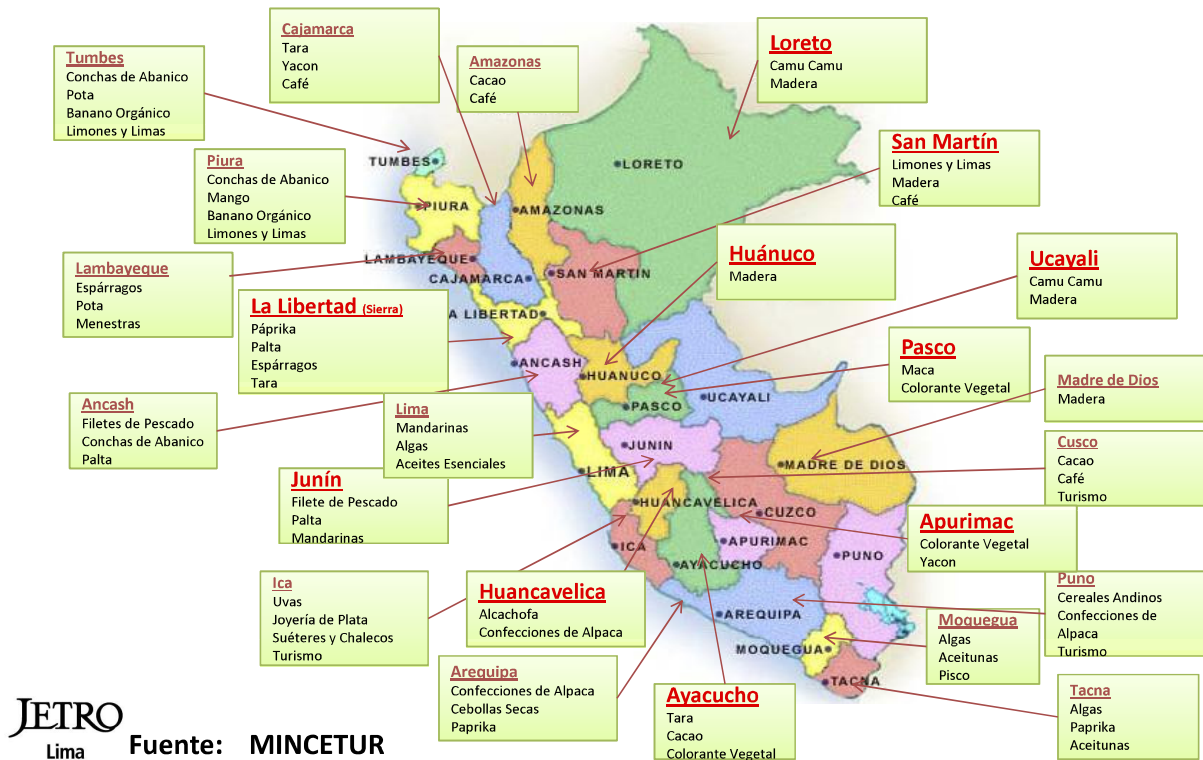 Cajamarca
Tara
Yacon
Café
Tumbes
Conchas de Abanico
Pota
Banano Orgánico
Limones y Limas
Amazonas
Cacao
Café
Loreto
Camu Camu
Madera
San Martín
Limones y Limas
Madera
Café
Piura
Conchas de Abanico
Mango
Banano Orgánico
Limones y Limas
Lambayeque
Espárragos
Pota
Menestras
Huánuco
Madera
Ucayali
Camu Camu
Madera
La Libertad (Sierra)
Páprika
Palta
Espárragos
Tara
Pasco
Maca
Colorante Vegetal
Madre de Dios
Madera
Ancash
Filetes de Pescado
Conchas de Abanico
Palta
Lima
Mandarinas
Algas
Aceites Esenciales
Cusco
Cacao
Café
Turismo
Junín
Filete de Pescado
Palta
Mandarinas
Apurimac
Colorante Vegetal
Yacon
Ica
Uvas
Joyería de Plata
Suéteres y Chalecos
Turismo
Huancavelica
Alcachofa
Confecciones de Alpaca
Puno
Cereales Andinos
Confecciones de
Alpaca
Turismo
Moquegua
Algas
Aceitunas
Pisco
Arequipa
Confecciones de Alpaca
Cebollas Secas
Paprika
Ayacucho
Tara
Cacao
Colorante Vegetal
Tacna
Algas
Paprika
Aceitunas
TUMBES
PIURA
LORETO
AMAZONAS
LAMBAYEQUE
CAJAMARCA
SAN MARTIN
A LIBERTAD
ANCASH
HUANUCO
UCAYALI
PASCO
JUNIN
LIMA
MADRE DE DIOS
HUANCAVELICA
CUZCO
ICA
APURIMAC
PUNO
AYACUCHO
AREQUIPA
MOQUEGUA
TACNA
JETRO
Lima
Fuente: MINCETUR